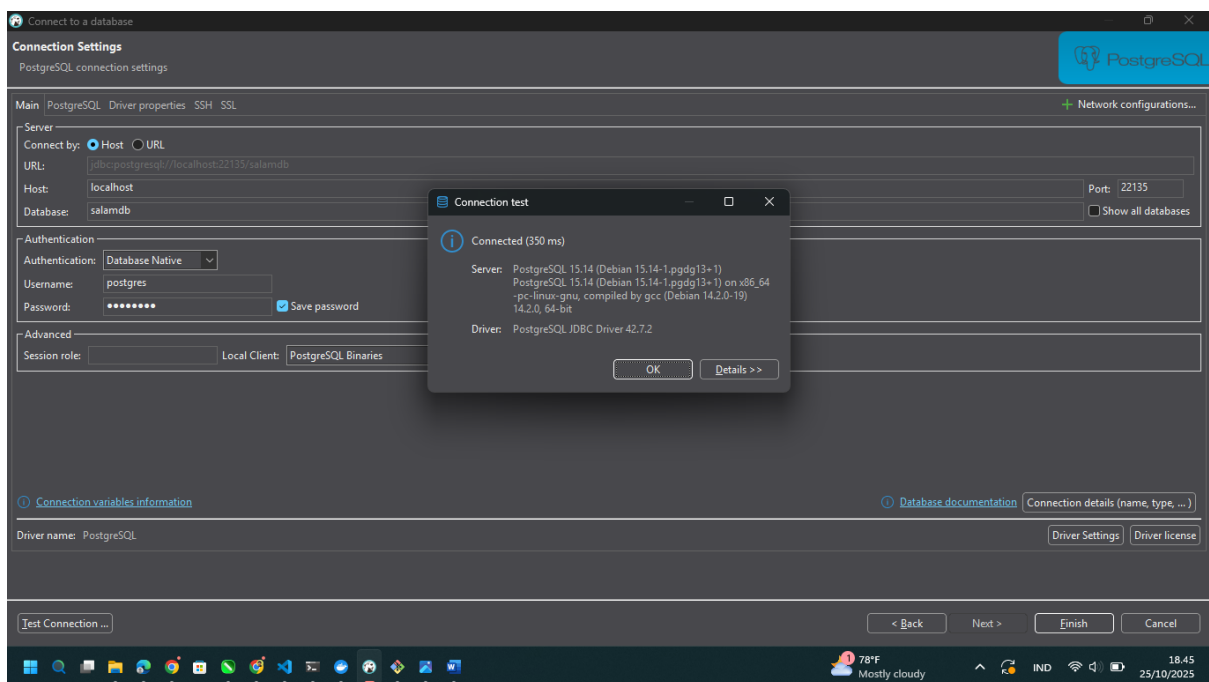 Connect to a database
Connection Settings
PostgreSQL connection settings
PostgreSQL
Main PostgreSQL Driver properties SSH SSL
Network configurations...
Server
Connect by: Host URL
URL: jdbc:postgresql://localhost:22135/salamdb
Host: localhost
Port: 22135
Database: salamdb
Show all databases
Authentication
Authentication: Database Native
Username: postgres
Password: ••••••••
Save password
Advanced
Session role:
Local Client: PostgreSQL Binaries
Connection test
Connected (350 ms)
Server: PostgreSQL 15.14 (Debian 15.14-1.pgdg13+1)
PostgreSQL 15.14 (Debian 15.14-1.pgdg13+1) on x86_64
-pc-linux-gnu, compiled by gcc (Debian 14.2.0-19)
14.2.0, 64-bit
Driver: PostgreSQL JDBC Driver 42.7.2
OK
Details >>
Connection variables information
Database documentation
Connection details (name, type, ... )
Driver name: PostgreSQL
Driver Settings
Driver license
Test Connection ...
< Back
Next >
Finish
Cancel
1
78°F
Mostly cloudy
IND
18.45
25/10/2025